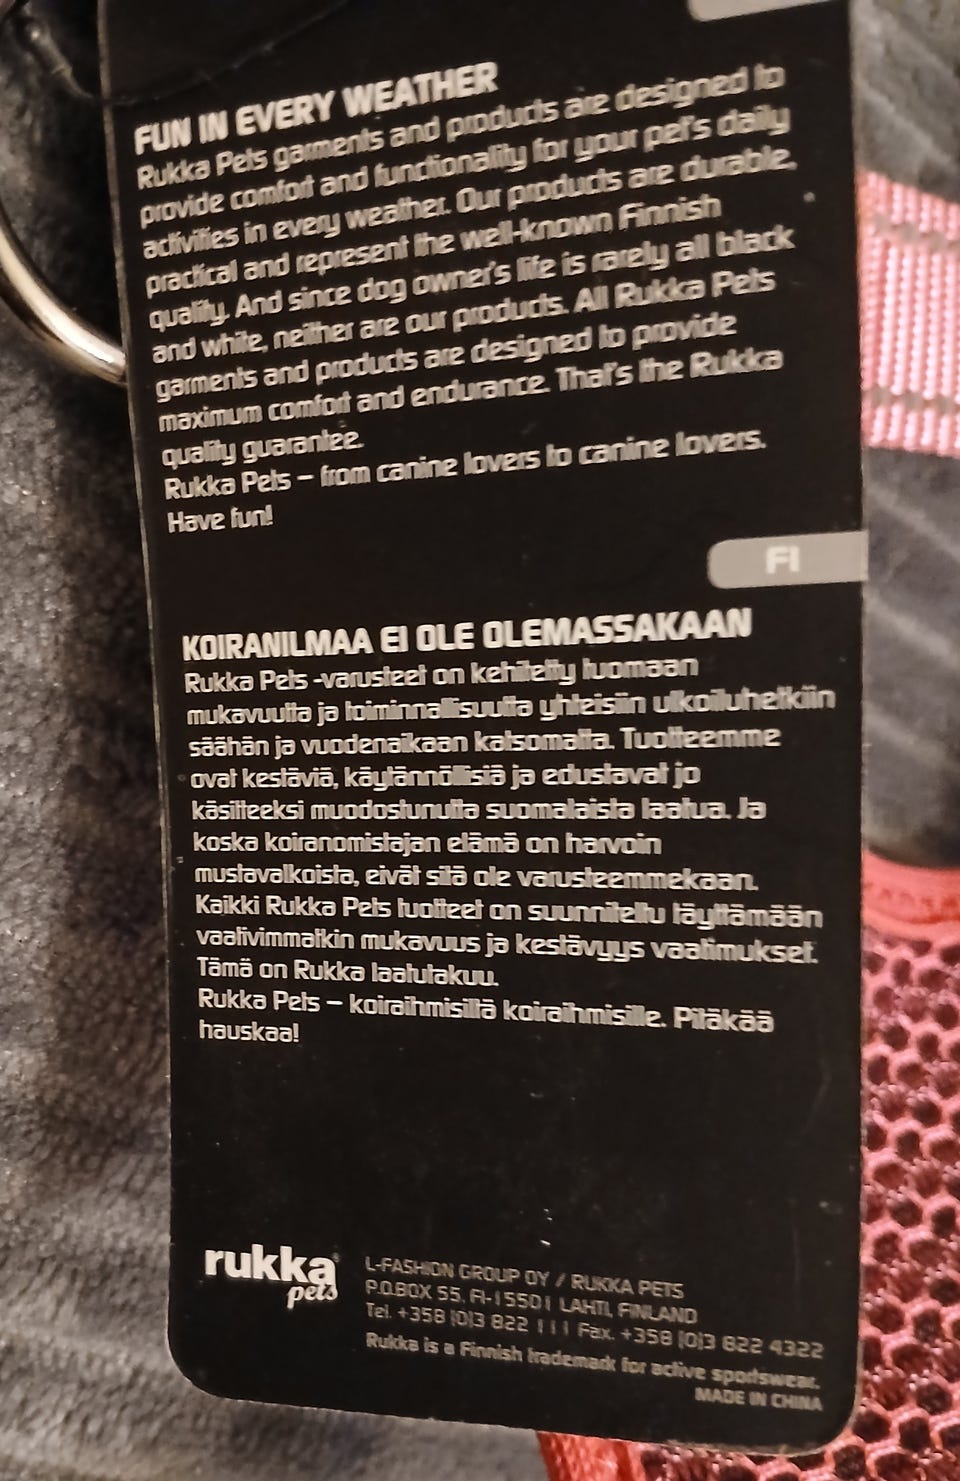 FUN IN EVERY WEATHER
Rukka Pets garments and products are designed to
provide comfort and functionality for your pet's daily
activities in every weather. Our products are durable,
practical and represent the well-known Finnish
quality. And since dog owner's life is rarely all black
and white, neither are our products. All Rukka Pets
garments and products are designed to provide
maximum comfort and endurance. That's the Rukka
quality guarantee.
Rukka Pets – from canine lovers to canine lovers.
Have fun!
FI
KOIRANILMAA EI OLE OLEMASSAKAAN
Rukka Pets -varusteet on kehitetty tuomaan
mukavuutta ja toiminnallisuutta yhteisiin ulkoiluhetkiin
säähän ja vuodenaikaan katsomatta. Tuotteemme
ovat kestäviä, käytännöllisiä ja edustavat jo
käsitteeksi muodostunutta suomalaista laatua. Ja
koska koiranomistajan elämä on harvoin
mustavalkoista, eivät sitä ole varusteemmekaan.
Kaikki Rukka Pets tuotteet on suunniteltu täyttämään
vaativimmatkin mukavuus ja kestävyys vaatimukset.
Tämä on Rukka laatutakuu.
Rukka Pets – koiraihmisiltä koiraihmisille. Pitäkää
hauskaa!
rukka
pets
L-FASHION GROUP OY / RUKKA PETS
P.O.BOX 55, FI-15501 LAHTI, FINLAND
Tel. +358 (0)3 822 111 Fax. +358 (0)3 822 4322
Rukka is a Finnish trademark for active sportswear.
MADE IN CHINA